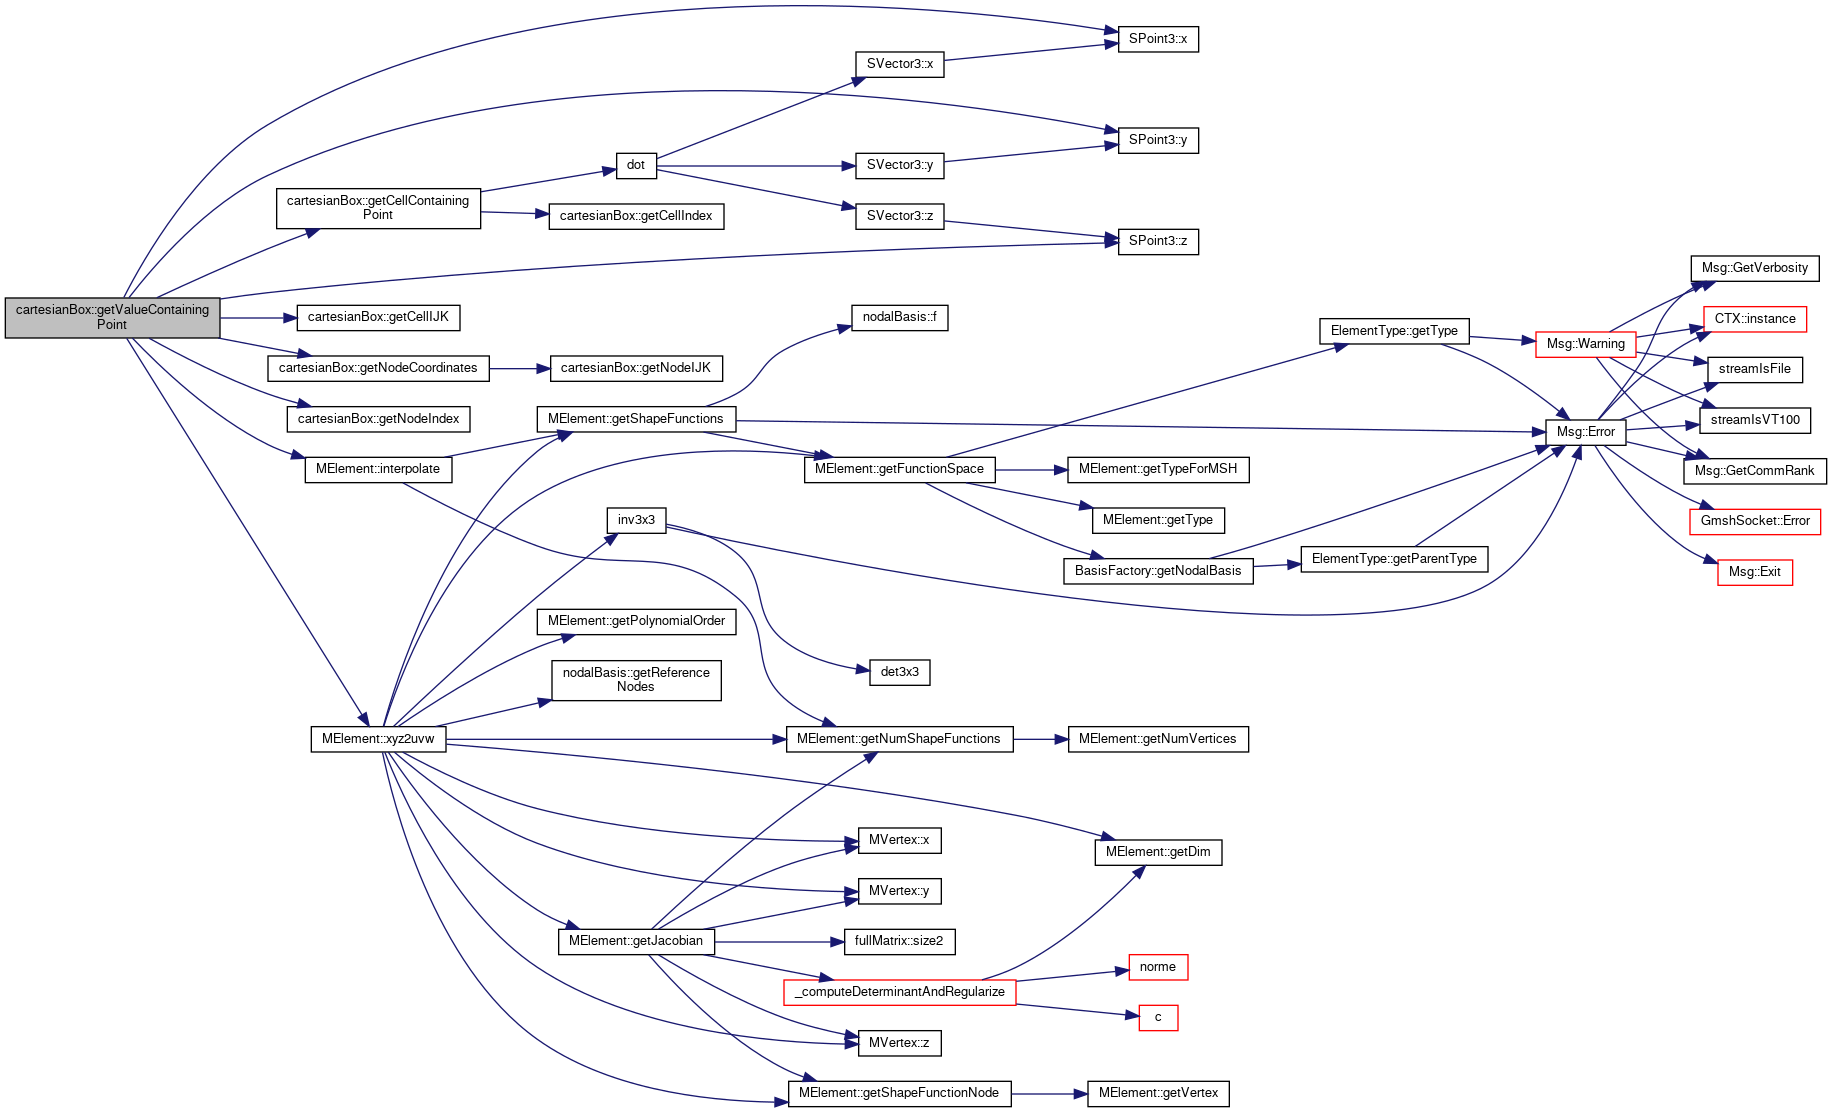 cartesianBox::getValueContaining
Point
SPoint3::x
SVector3::x
SPoint3::y
dot
SVector3::y
cartesianBox::getCellContaining
Point
cartesianBox::getCellIndex
SVector3::z
SPoint3::z
cartesianBox::getCellIJK
nodalBasis::f
cartesianBox::getNodeCoordinates
cartesianBox::getNodeIJK
cartesianBox::getNodeIndex
MElement::getShapeFunctions
MElement::interpolate
MElement::getFunctionSpace
ElementType::getType
Msg::Warning
Msg::GetVerbosity
CTX::instance
streamIsFile
streamIsVT100
Msg::Error
Msg::GetCommRank
GmshSocket::Error
Msg::Exit
MElement::getTypeForMSH
MElement::getType
BasisFactory::getNodalBasis
ElementType::getParentType
inv3x3
MElement::getPolynomialOrder
nodalBasis::getReference
Nodes
det3x3
MElement::xyz2uvw
MElement::getNumShapeFunctions
MElement::getNumVertices
MVertex::x
MElement::getDim
MVertex::y
MElement::getJacobian
fullMatrix::size2
_computeDeterminantAndRegularize
norme
c
MVertex::z
MElement::getShapeFunctionNode
MElement::getVertex